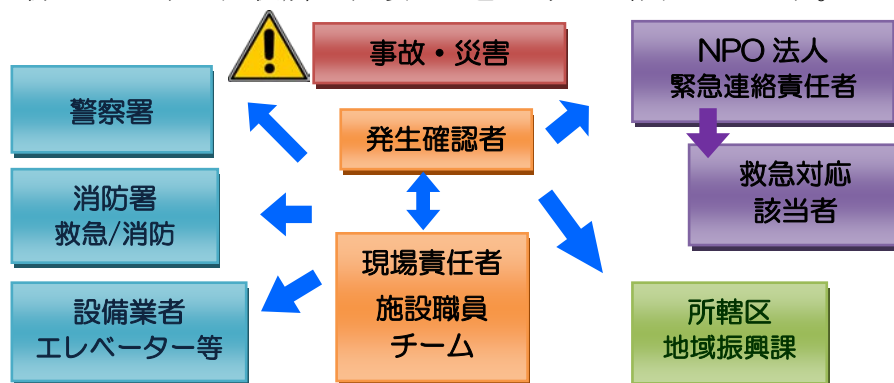 事故・災害
NPO 法人
緊急連絡責任者
警察署
発生確認者
救急対応
該当者
消防署
救急/消防
現場責任者
施設職員
チーム
設備業者
エレベーター等
所轄区
地域振興課